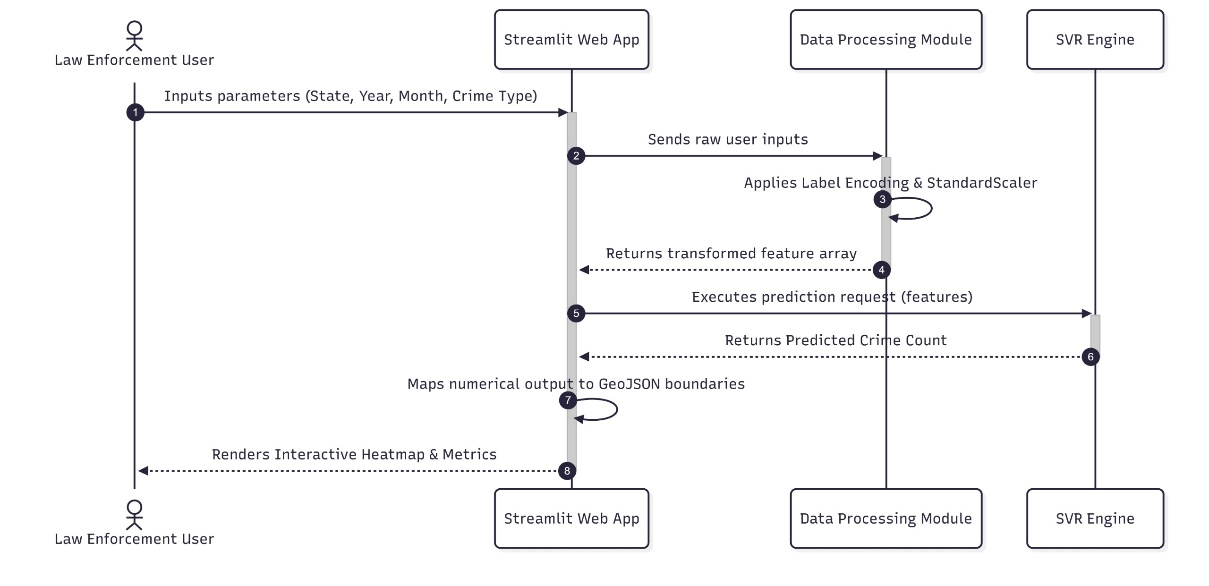 Law Enforcement User
Streamlit Web App
Data Processing Module
SVR Engine
Inputs parameters (State, Year, Month, Crime Type)
1
Sends raw user inputs
2
Applies Label Encoding & StandardScaler
3
Returns transformed feature array
4
Executes prediction request (features)
5
Returns Predicted Crime Count
6
Maps numerical output to GeoJSON boundaries
7
Renders Interactive Heatmap & Metrics
8
Law Enforcement User
Streamlit Web App
Data Processing Module
SVR Engine